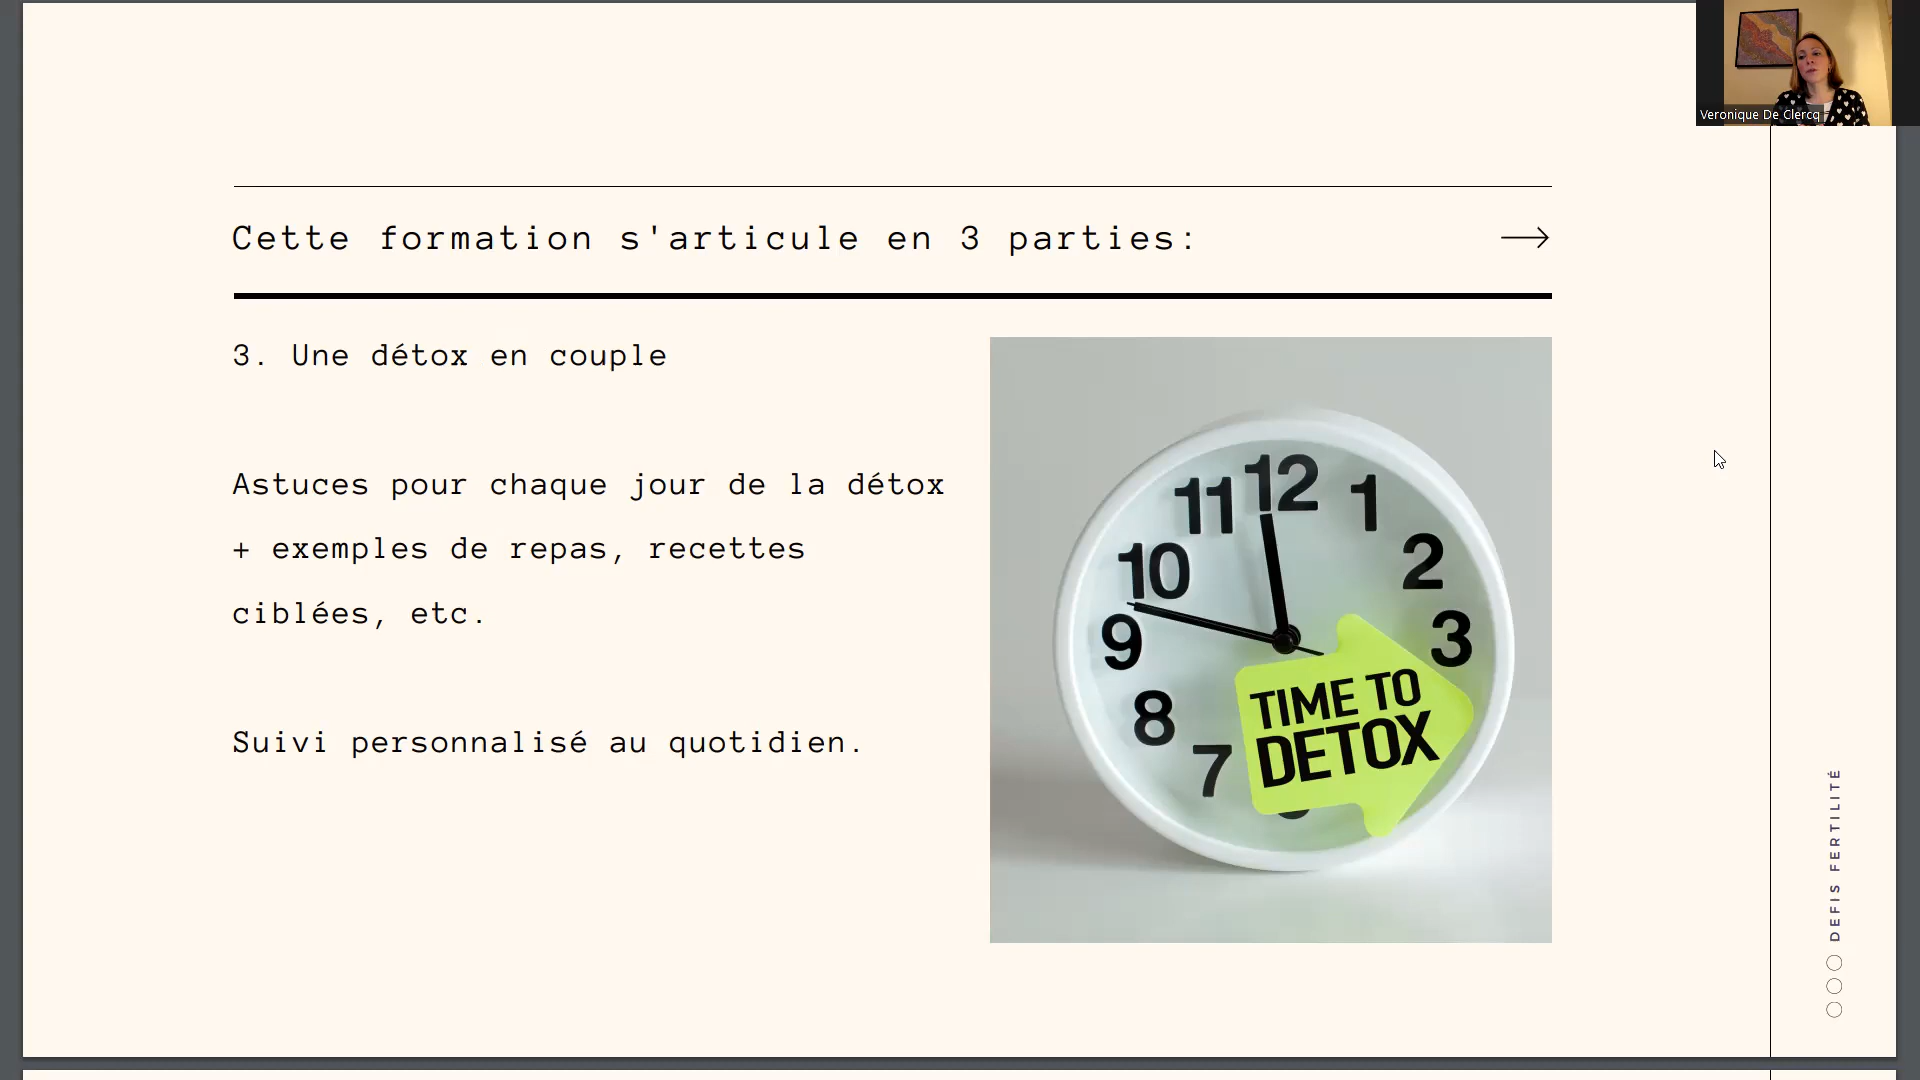 Veronique De Clercq
Cette formation s'articule en 3 parties:
3. Une détox en couple
Astuces pour chaque jour de la détox
+ exemples de repas, recettes
ciblées, etc.
Suivi personnalisé au quotidien.
12
11
1
10
2
9
3
8
7
TIME TO
DETOX
DEFIS FERTILITÉ